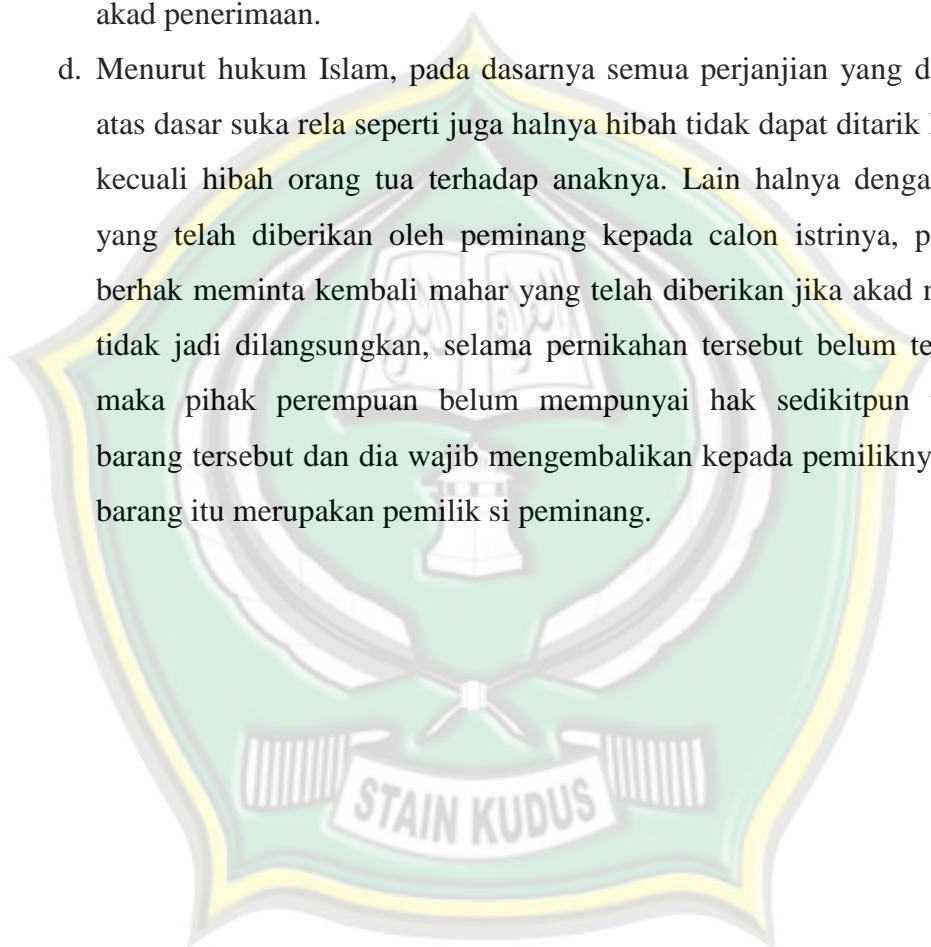 akad penerimaan.
d. Menurut hukum Islam, pada dasarnya semua perjanjian yang d
atas dasar suka rela seperti juga halnya hibah tidak dapat ditarik
kecuali hibah orang tua terhadap anaknya. Lain halnya denga
yang telah diberikan oleh peminang kepada calon istrinya, p
berhak meminta kembali mahar yang telah diberikan jika akad
tidak jadi dilangsungkan, selama pernikahan tersebut belum te
maka pihak perempuan belum mempunyai hak sedikitpun
barang tersebut dan dia wajib mengembalikan kepada pemilikny
barang itu merupakan pemilik si peminang.
STAIN KUDUS